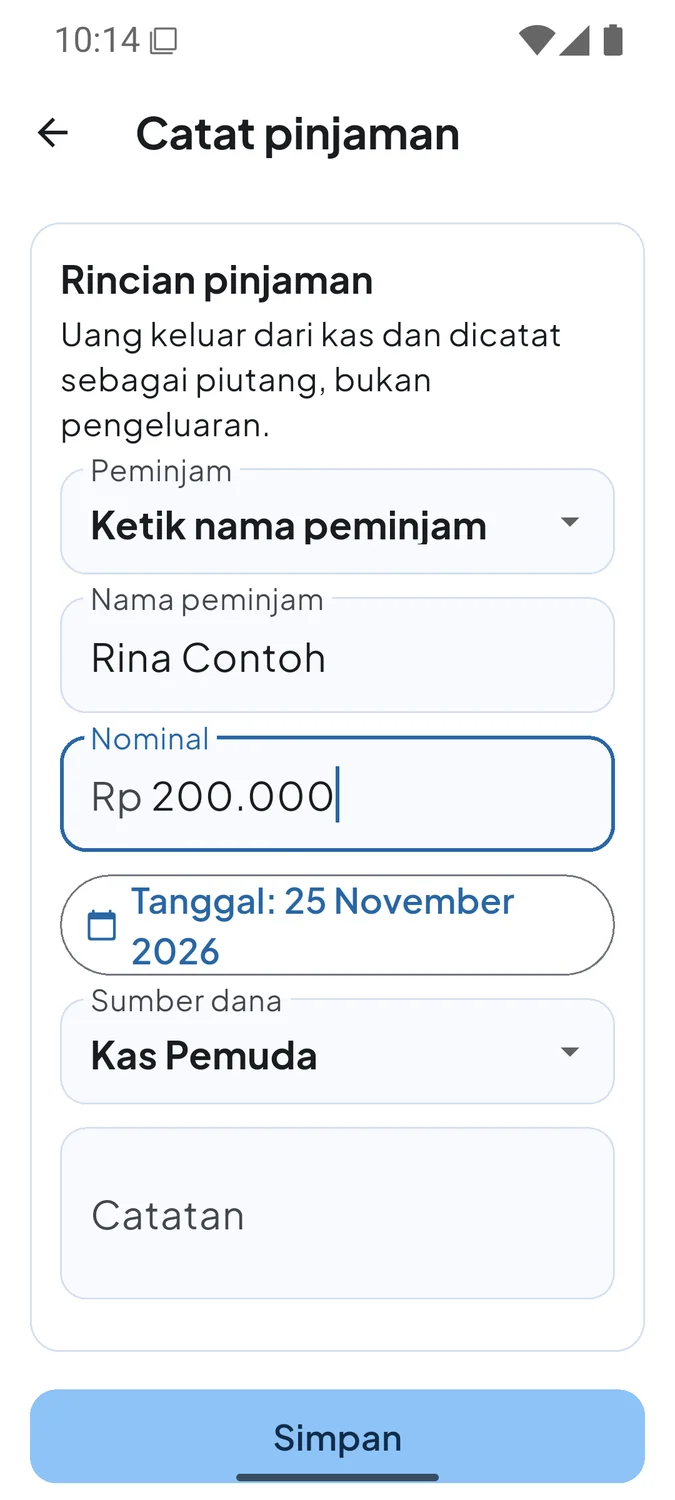 10:14
Catat pinjaman
Rincian pinjaman
Uang keluar dari kas dan dicatat
sebagai piutang, bukan
pengeluaran.
Peminjam
Ketik nama peminjam
Nama peminjam
Rina Contoh
Nominal
Rp 200.000
Tanggal: 25 November
2026
Sumber dana
Kas Pemuda
Catatan
Simpan